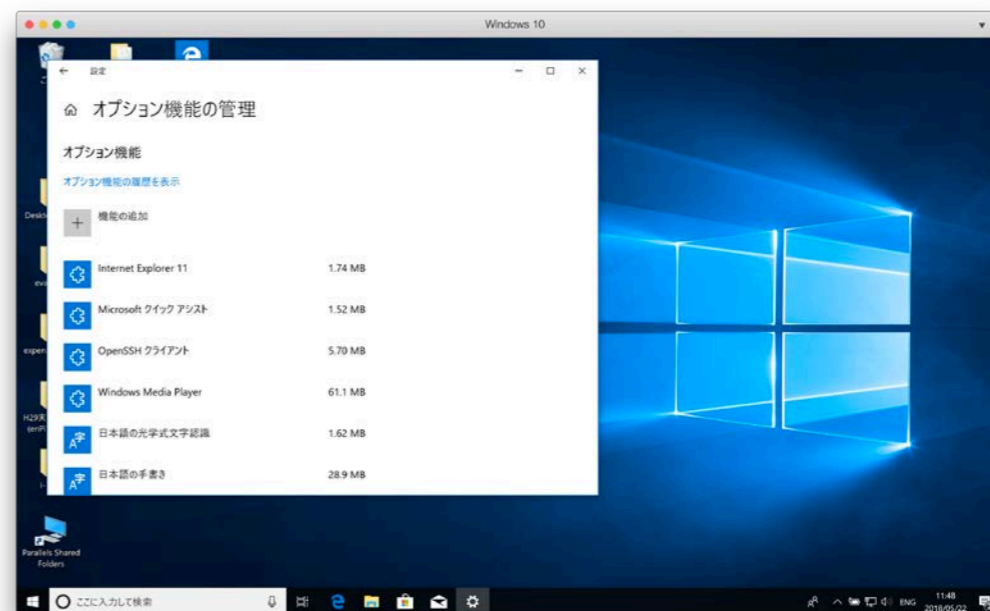 Windows 10
設定
オプション機能の管理
オプション機能
オプション機能の履歴を表示
機能の追加
Internet Explorer 11 1.74 MB
Microsoft クイック アシスト 1.52 MB
OpenSSH クライアント 5.70 MB
Windows Media Player 61.1 MB
日本語の光学式文字認識 1.62 MB
日本語の手書き 28.9 MB
Parallels Shared
Folders
ここに入力して検索
ENG
11:48
2018/05/22